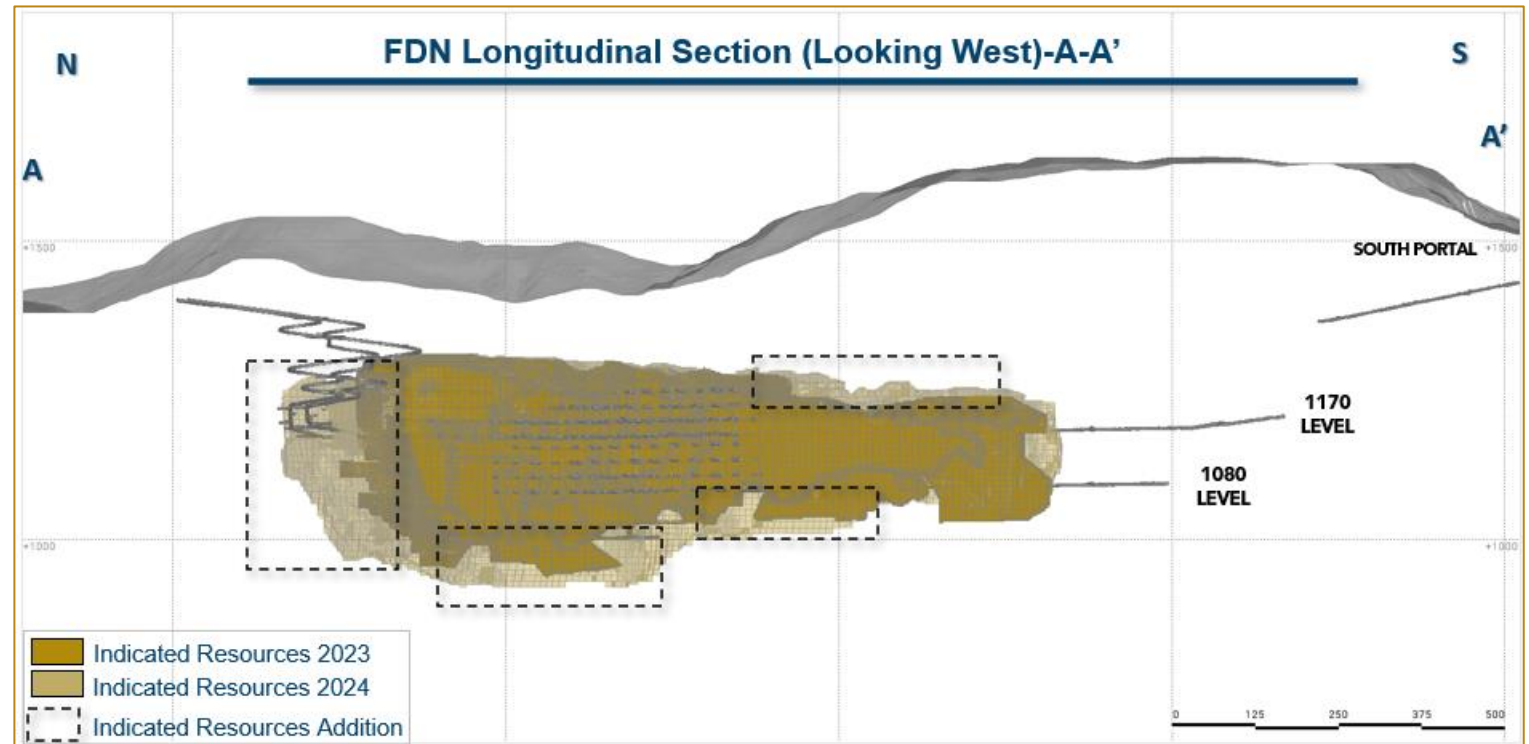 FDN Longitudinal Section (Looking West)-A-A’
N
S
A
A’
+1500
SOUTH PORTAL
+1500
1170
LEVEL
1080
LEVEL
+1000
+1000
Indicated Resources 2023
Indicated Resources 2024
Indicated Resources Addition
0 125 250 375 500